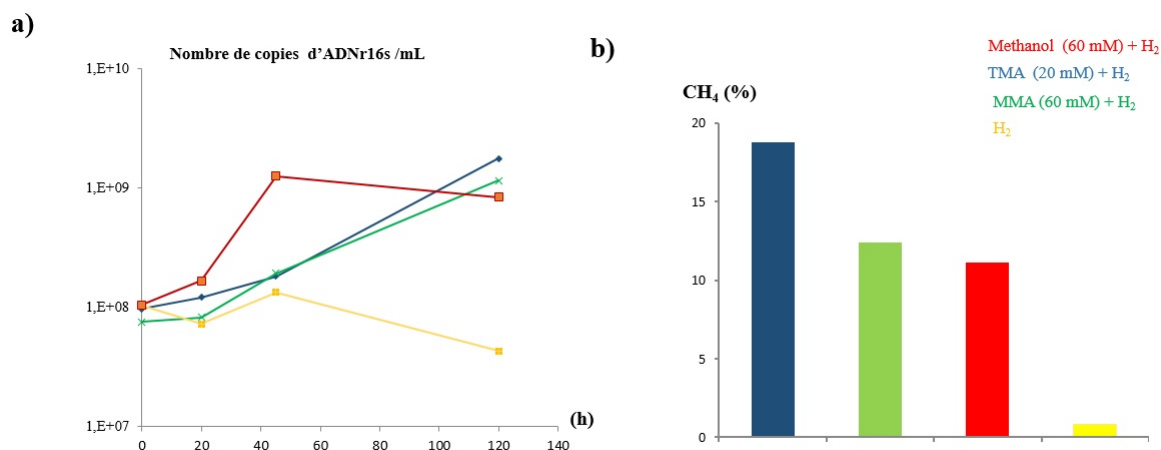 a)
Nombre de copies d'ADNr16s /mL
1,E+10
1,E+09
1,E+08
1,E+07
0 20 40 60 80 100 120 140
(h)
b)
Methanol (60 mM) + H₂
TMA (20 mM) + H₂
MMA (60 mM) + H₂
H₂
CH₄ (%)
20
15
10
5
0